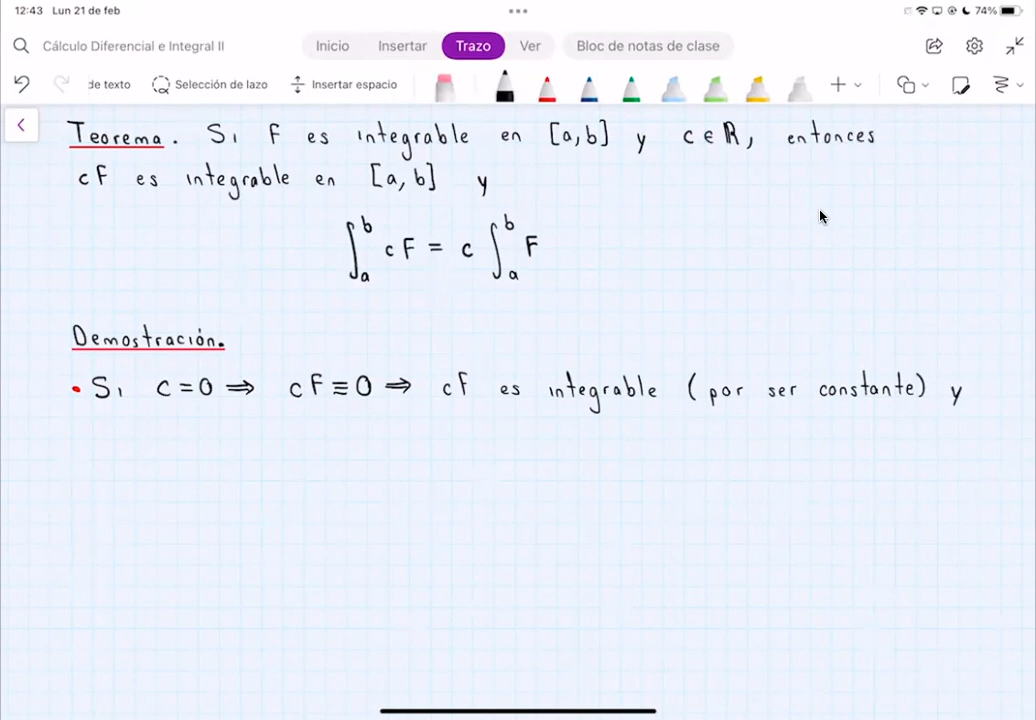 12:43 Lun 21 de feb
74%
Cálculo Diferencial e Integral II
Inicio Insertar Trazo Ver Bloc de notas de clase
de texto Selección de lazo Insertar espacio
Teorema. Si F es integrable en [a,b] y c∈ℝ, entonces
cF es integrable en [a,b] y
∫_a^b cF = c ∫_a^b F
Demostración.
• Si c=0 ⟹ cF≡0 ⟹ cF es integrable (por ser constante) y